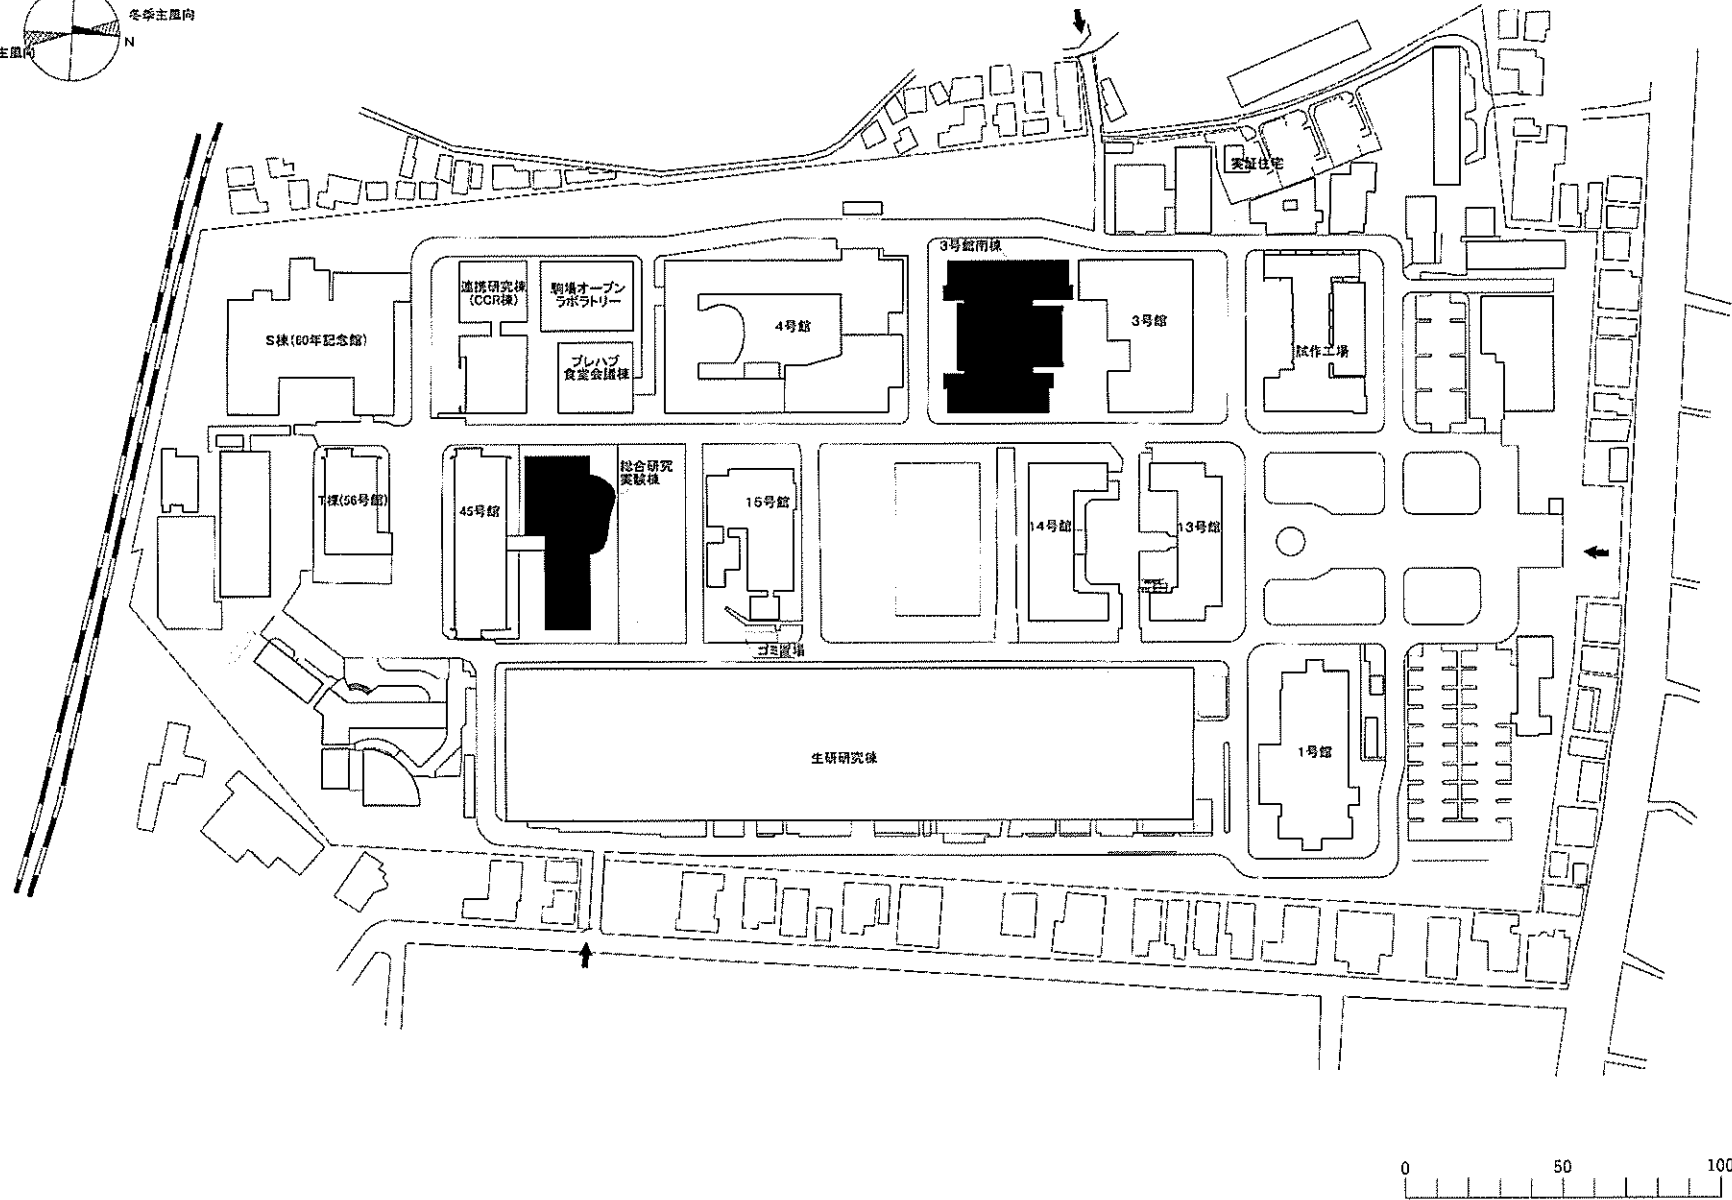 冬季主風向
N
主風向
実証住宅
3号館南棟
連携研究棟
(CCR棟)
駒場オープン
ラボラトリー
S棟(60年記念館)
4号館
3号館
試作工場
プレハブ
食堂会議棟
総合研究
実験棟
T棟(56号館)
45号館
16号館
14号館
13号館
ゴミ置場
生研研究棟
1号館
0
50
100